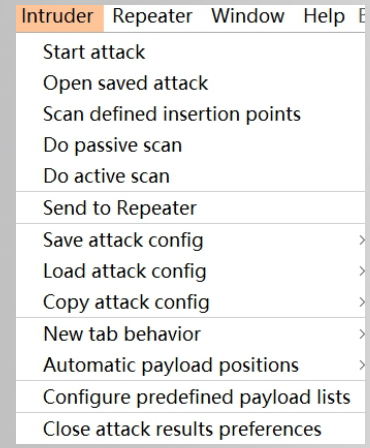 Intruder Repeater Window Help
Start attack
Open saved attack
Scan defined insertion points
Do passive scan
Do active scan
Send to Repeater
Save attack config
Load attack config
Copy attack config
New tab behavior
Automatic payload positions
Configure predefined payload lists
Close attack results preferences